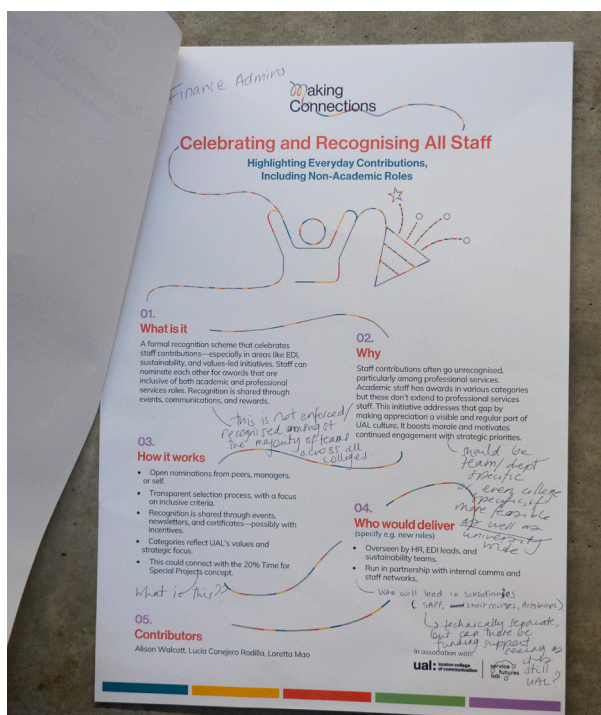 Finance Admins
Making
Connections
Celebrating and Recognising All Staff
Highlighting Everyday Contributions,
Including Non-Academic Roles
01.
What is it
A formal recognition scheme that celebrates
staff contributions—especially in areas like EDI,
sustainability, and values-led initiatives. Staff can
nominate each other for awards that are
inclusive of both academic and professional
services roles. Recognition is shared through
events, communications, and rewards.
this is not enforced/
recognised amongst
the majority of teams
across all
colleges
02.
Why
Staff contributions often go unrecognised,
particularly among professional services.
Academic staff has awards in various categories
but these don't extend to professional services
staff. This initiative addresses that gap by
making appreciation a visible and regular part of
UAL culture. It boosts morale and motivates
continued engagement with strategic priorities.
should be
team/dept
specific
or every college
specific, if
more feasible
as well as
university
wide
03.
How it works
• Open nominations from peers, managers,
or self.
• Transparent selection process, with a focus
on inclusive criteria.
• Recognition is shared through events,
newsletters, and certificates—possibly with
incentives.
• Categories reflect UAL's values and
strategic focus.
• This could connect with the 20% Time for
Special Projects concept.
What is this?
04.
Who would deliver
(specify e.g. new roles)
• Overseen by HR, EDI leads, and
sustainability teams.
• Run in partnership with internal comms and
staff networks.
who will lead in subsidiaries
( SAPP, short courses, Artstemps)
technically separate,
but can there be
funding support
seeing as
it is
still
UAL?
05.
Contributors
Alison Walcott, Lucia Conejero Rodilla, Loretta Mao
In association with:
ual: london college
of communication
service
futures
lab